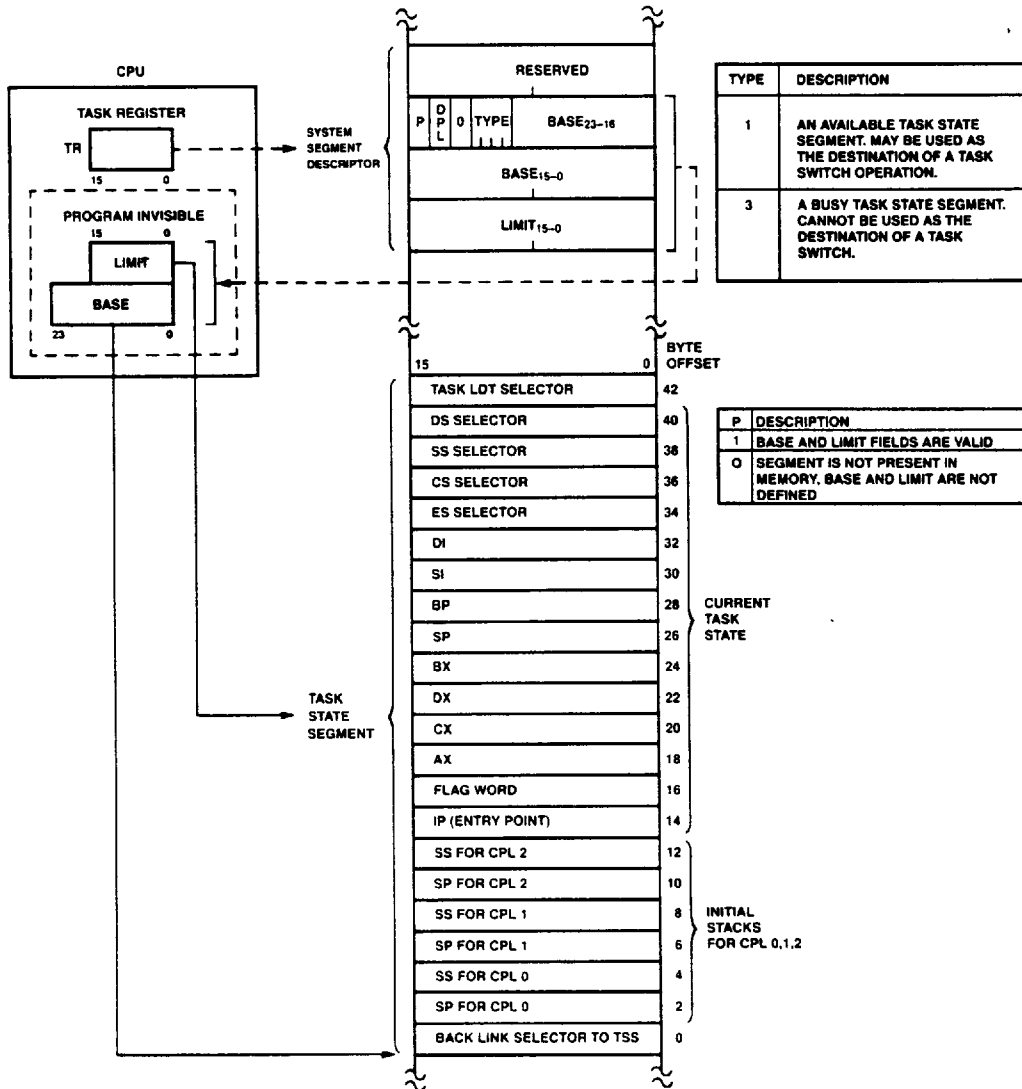 CPU
TASK REGISTER
TR
15 0
PROGRAM INVISIBLE
15 0
LIMIT
BASE
23 0
SYSTEM
SEGMENT
DESCRIPTOR
RESERVED
P DPL 0 TYPE BASE23–16
BASE15–0
LIMIT15–0
TYPE DESCRIPTION
1 AN AVAILABLE TASK STATE
SEGMENT. MAY BE USED AS
THE DESTINATION OF A TASK
SWITCH OPERATION.
3 A BUSY TASK STATE SEGMENT.
CANNOT BE USED AS THE
DESTINATION OF A TASK
SWITCH.
15 0
BYTE
OFFSET
TASK LDT SELECTOR 42
DS SELECTOR 40
SS SELECTOR 38
CS SELECTOR 36
ES SELECTOR 34
DI 32
SI 30
BP 28
SP 26
BX 24
DX 22
CX 20
AX 18
FLAG WORD 16
IP (ENTRY POINT) 14
SS FOR CPL 2 12
SP FOR CPL 2 10
SS FOR CPL 1 8
SP FOR CPL 1 6
SS FOR CPL 0 4
SP FOR CPL 0 2
BACK LINK SELECTOR TO TSS 0
TASK
STATE
SEGMENT
CURRENT
TASK
STATE
INITIAL
STACKS
FOR CPL 0,1,2
P DESCRIPTION
1 BASE AND LIMIT FIELDS ARE VALID
O SEGMENT IS NOT PRESENT IN
MEMORY, BASE AND LIMIT ARE NOT
DEFINED